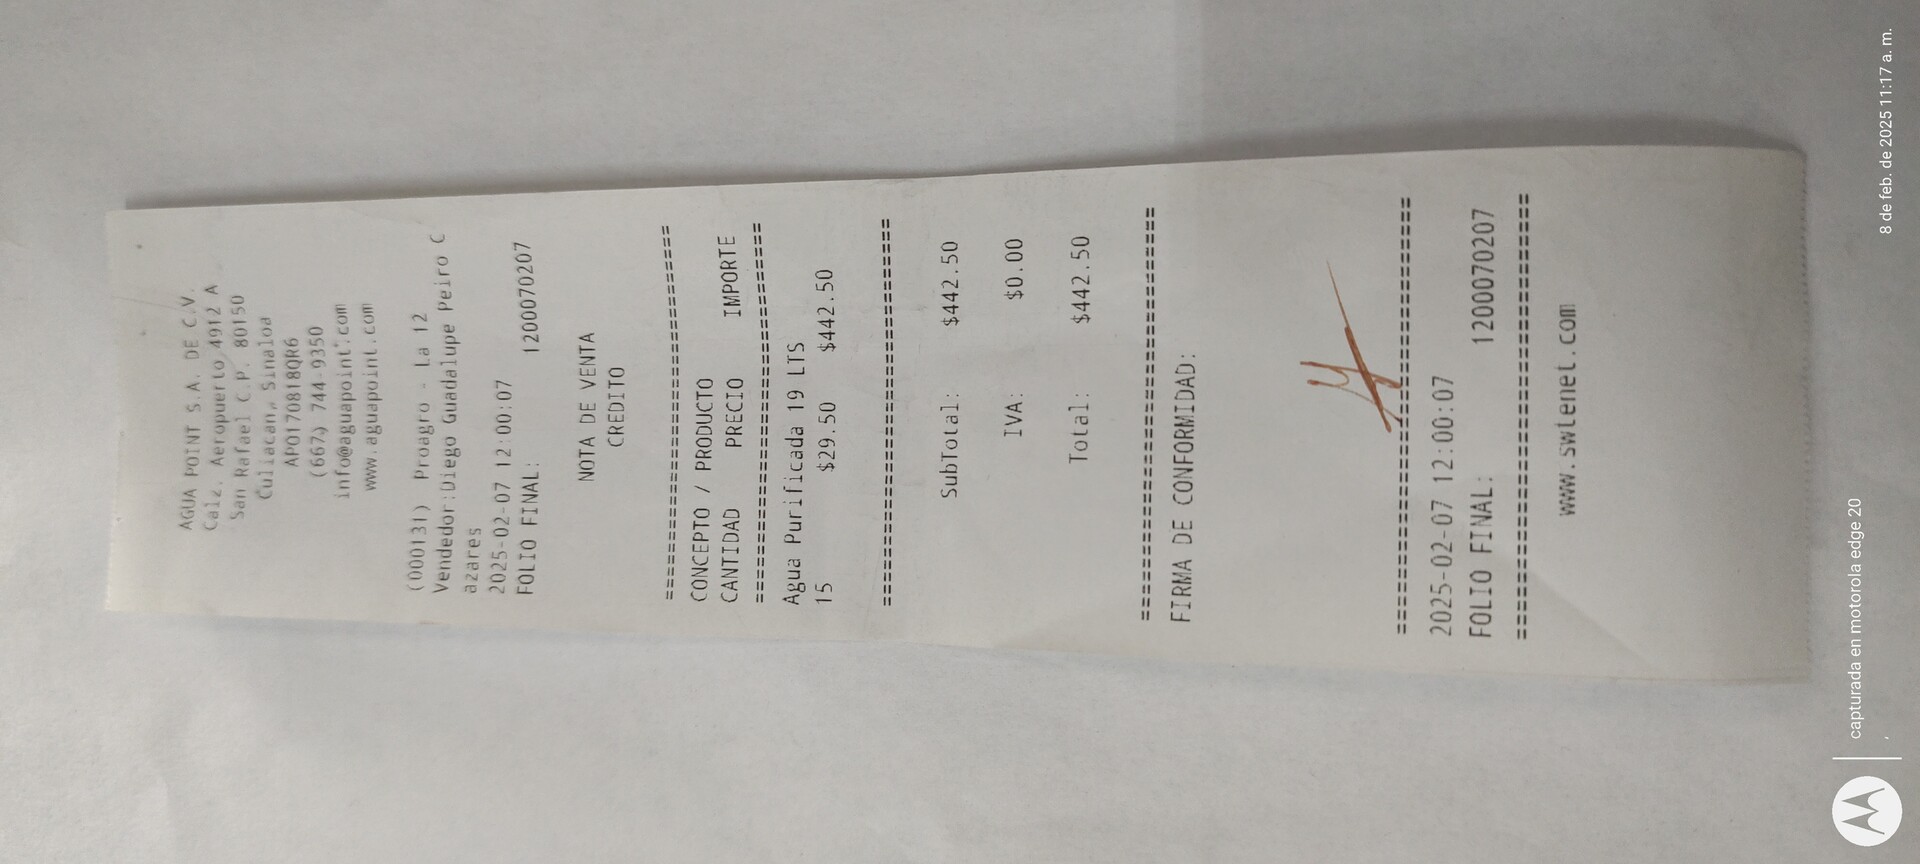 AGUA POINT S.A. DE C.V.
Calz. Aeropuerto 4912 A
San Rafael C.P. 80150
Culiacan, Sinaloa
APO170818QR6
(667) 744-9350
info@aguapoint.com
www.aguapoint.com
(000131) Proagro - La 12
Vendedor:Diego Guadalupe Peiro C
azares
2025-02-07 12:00:07
FOLIO FINAL: 1200070207
NOTA DE VENTA
CREDITO
================================
CONCEPTO / PRODUCTO
CANTIDAD PRECIO IMPORTE
================================
Agua Purificada 19 LTS
15 $29.50 $442.50
================================
SubTotal: $442.50
IVA: $0.00
Total: $442.50
================================
FIRMA DE CONFORMIDAD:
================================
2025-02-07 12:00:07
FOLIO FINAL: 1200070207
================================
www.swtenet.com
capturada en motorola edge 20
8 de feb. de 2025 11:17 a. m.